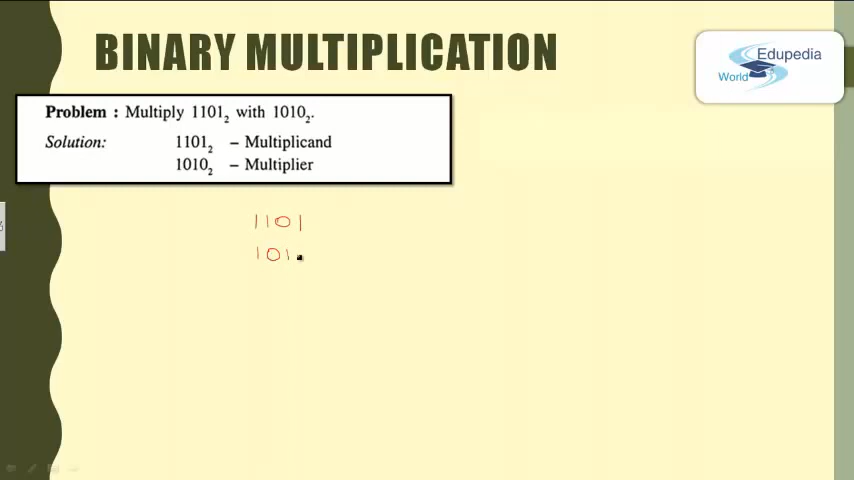 BINARY MULTIPLICATION
Edupedia
World
Problem : Multiply 1101₂ with 1010₂.
Solution: 1101₂ – Multiplicand
1010₂ – Multiplier
1101
101